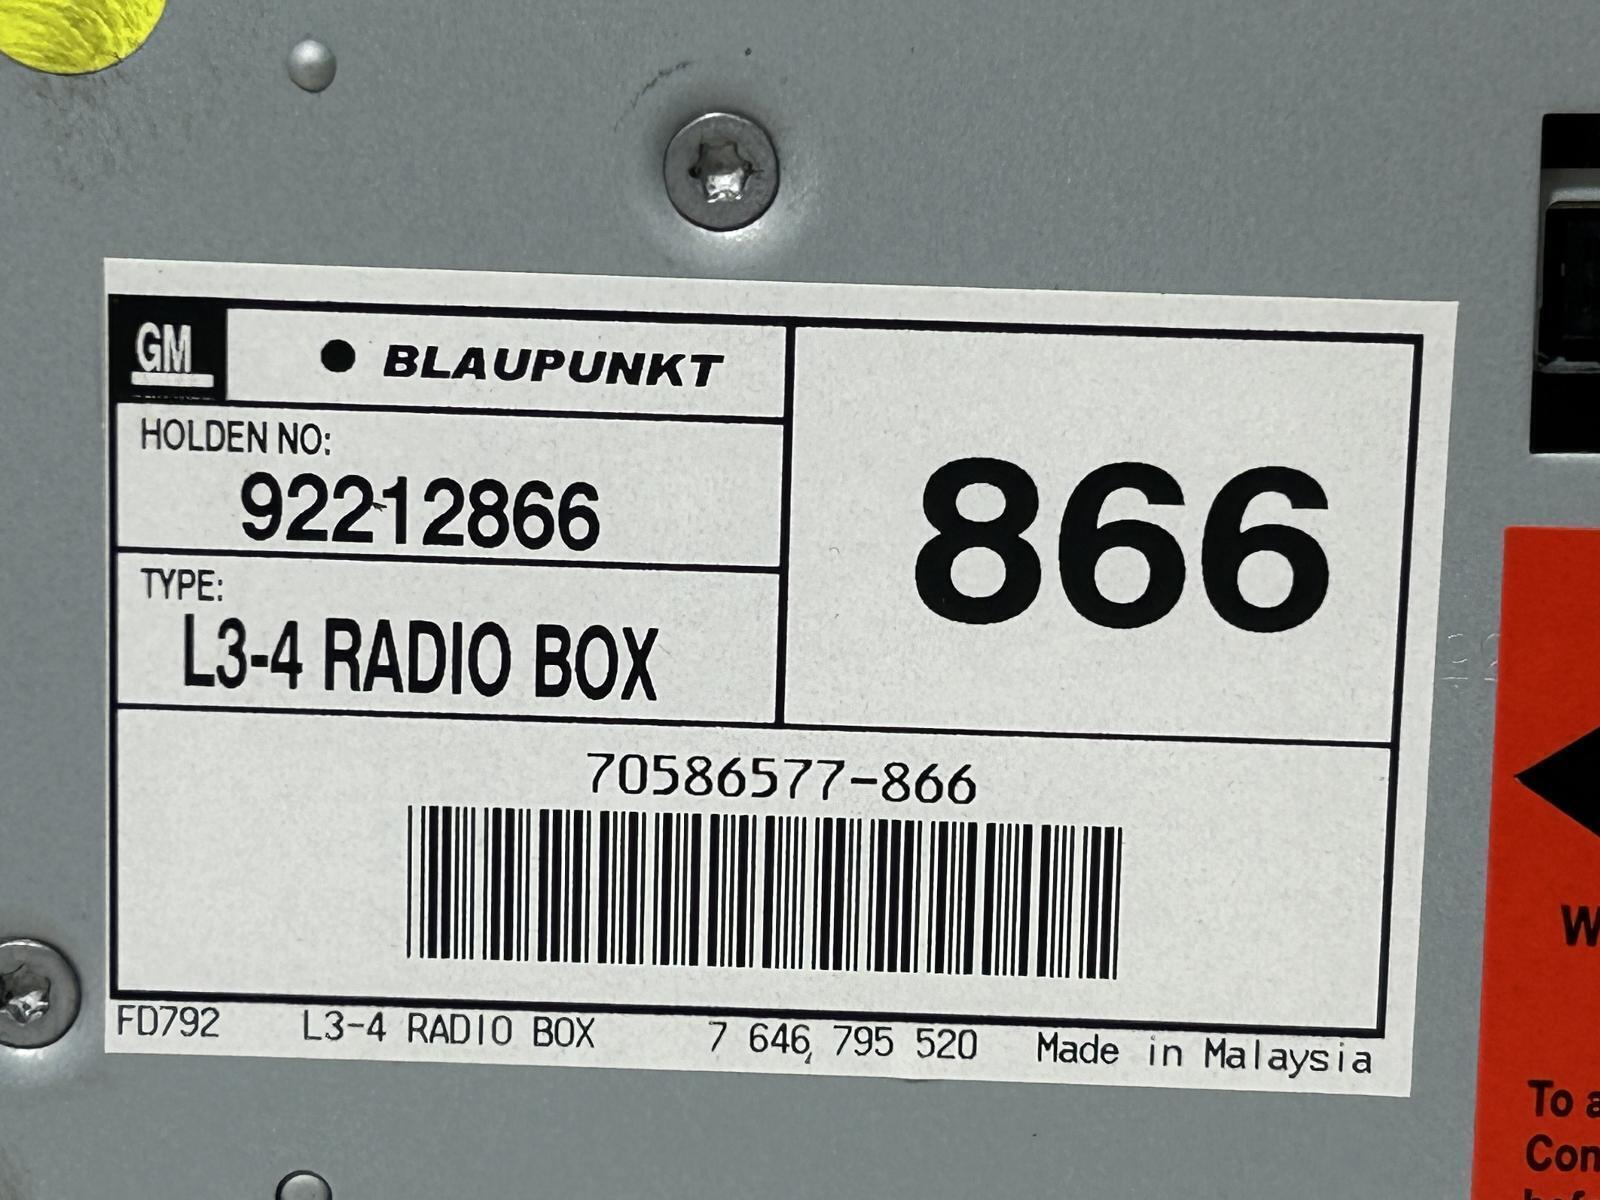 GM
BLAUPUNKT
HOLDEN NO:
92212866
TYPE:
L3-4 RADIO BOX
866
70586577-866
FD792 L3-4 RADIO BOX 7 646 795 520 Made in Malaysia
To